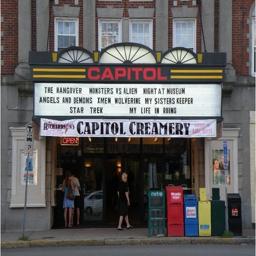 CAPITOL
THE HANGOVER MONSTERS VS ALIEN NIGHT AT MUSEUM
ANGELS AND DEMONS XMEN WOLVERINE MY SISTERS KEEPER
STAR TREK MY LIFE IN RUINS
RICHARDSON'S
CAPITOL CREAMERY
OPEN